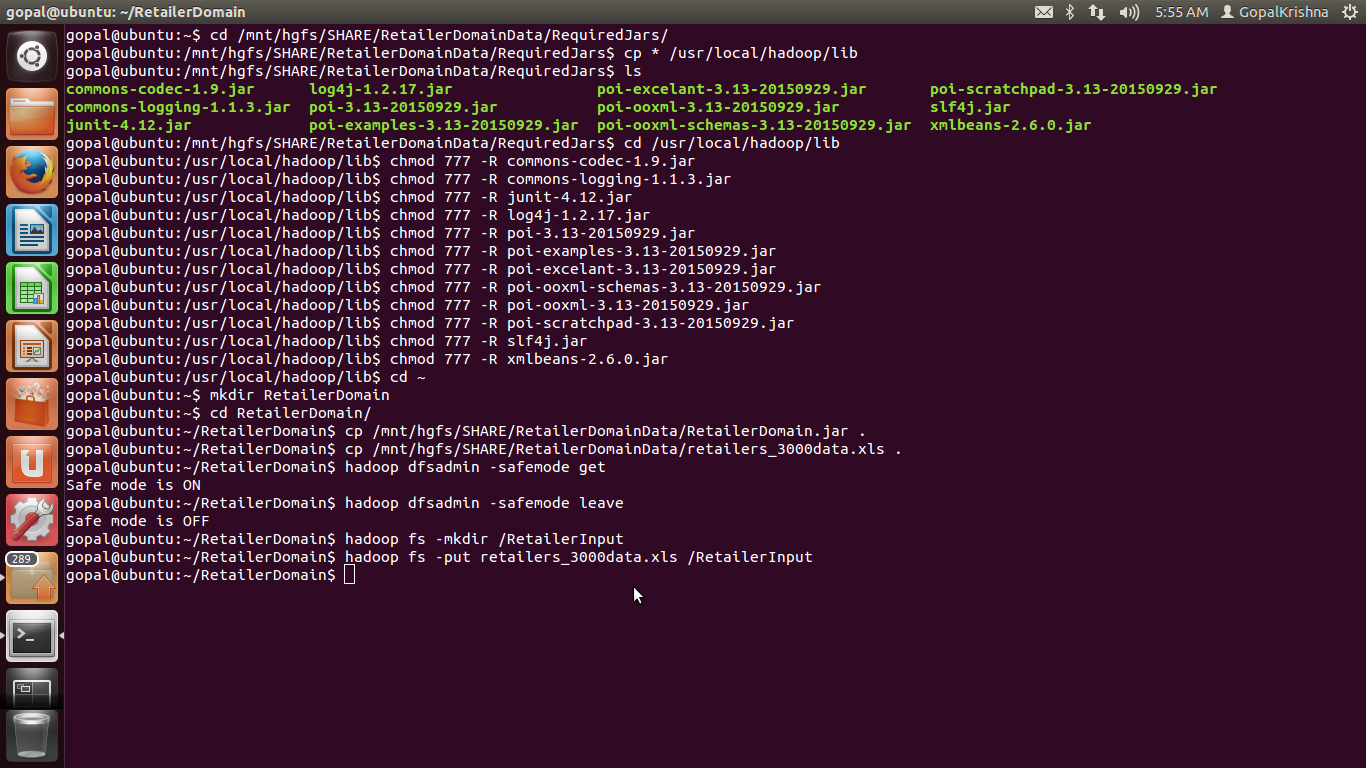 gopal@ubuntu: ~/RetailerDomain
5:55 AM GopalKrishna
gopal@ubuntu:~$ cd /mnt/hgfs/SHARE/RetailerDomainData/RequiredJars/
gopal@ubuntu:/mnt/hgfs/SHARE/RetailerDomainData/RequiredJars$ cp * /usr/local/hadoop/lib
gopal@ubuntu:/mnt/hgfs/SHARE/RetailerDomainData/RequiredJars$ ls
commons-codec-1.9.jar log4j-1.2.17.jar poi-excelant-3.13-20150929.jar poi-scratchpad-3.13-20150929.jar
commons-logging-1.1.3.jar poi-3.13-20150929.jar poi-ooxml-3.13-20150929.jar slf4j.jar
junit-4.12.jar poi-examples-3.13-20150929.jar poi-ooxml-schemas-3.13-20150929.jar xmlbeans-2.6.0.jar
gopal@ubuntu:/mnt/hgfs/SHARE/RetailerDomainData/RequiredJars$ cd /usr/local/hadoop/lib
gopal@ubuntu:/usr/local/hadoop/lib$ chmod 777 -R commons-codec-1.9.jar
gopal@ubuntu:/usr/local/hadoop/lib$ chmod 777 -R commons-logging-1.1.3.jar
gopal@ubuntu:/usr/local/hadoop/lib$ chmod 777 -R junit-4.12.jar
gopal@ubuntu:/usr/local/hadoop/lib$ chmod 777 -R log4j-1.2.17.jar
gopal@ubuntu:/usr/local/hadoop/lib$ chmod 777 -R poi-3.13-20150929.jar
gopal@ubuntu:/usr/local/hadoop/lib$ chmod 777 -R poi-examples-3.13-20150929.jar
gopal@ubuntu:/usr/local/hadoop/lib$ chmod 777 -R poi-excelant-3.13-20150929.jar
gopal@ubuntu:/usr/local/hadoop/lib$ chmod 777 -R poi-ooxml-schemas-3.13-20150929.jar
gopal@ubuntu:/usr/local/hadoop/lib$ chmod 777 -R poi-ooxml-3.13-20150929.jar
gopal@ubuntu:/usr/local/hadoop/lib$ chmod 777 -R poi-scratchpad-3.13-20150929.jar
gopal@ubuntu:/usr/local/hadoop/lib$ chmod 777 -R slf4j.jar
gopal@ubuntu:/usr/local/hadoop/lib$ chmod 777 -R xmlbeans-2.6.0.jar
gopal@ubuntu:/usr/local/hadoop/lib$ cd ~
gopal@ubuntu:~$ mkdir RetailerDomain
gopal@ubuntu:~$ cd RetailerDomain/
gopal@ubuntu:~/RetailerDomain$ cp /mnt/hgfs/SHARE/RetailerDomainData/RetailerDomain.jar .
gopal@ubuntu:~/RetailerDomain$ cp /mnt/hgfs/SHARE/RetailerDomainData/retailers_3000data.xls .
gopal@ubuntu:~/RetailerDomain$ hadoop dfsadmin -safemode get
Safe mode is ON
gopal@ubuntu:~/RetailerDomain$ hadoop dfsadmin -safemode leave
Safe mode is OFF
gopal@ubuntu:~/RetailerDomain$ hadoop fs -mkdir /RetailerInput
gopal@ubuntu:~/RetailerDomain$ hadoop fs -put retailers_3000data.xls /RetailerInput
gopal@ubuntu:~/RetailerDomain$
289